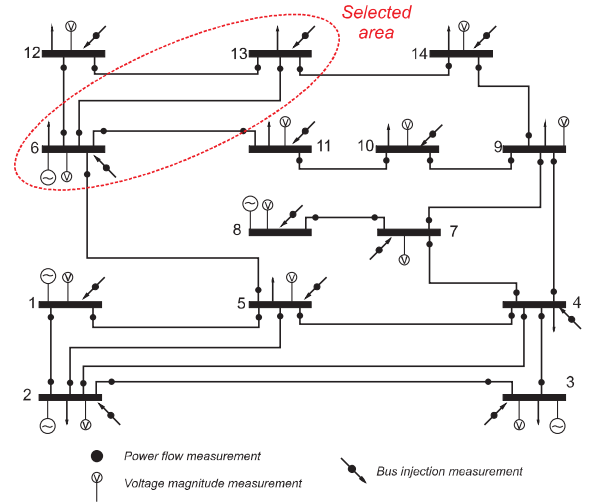 Selected
area
12
13
14
6
11
10
9
8
7
1
5
4
2
3
Power flow measurement
V Voltage magnitude measurement
Bus injection measurement